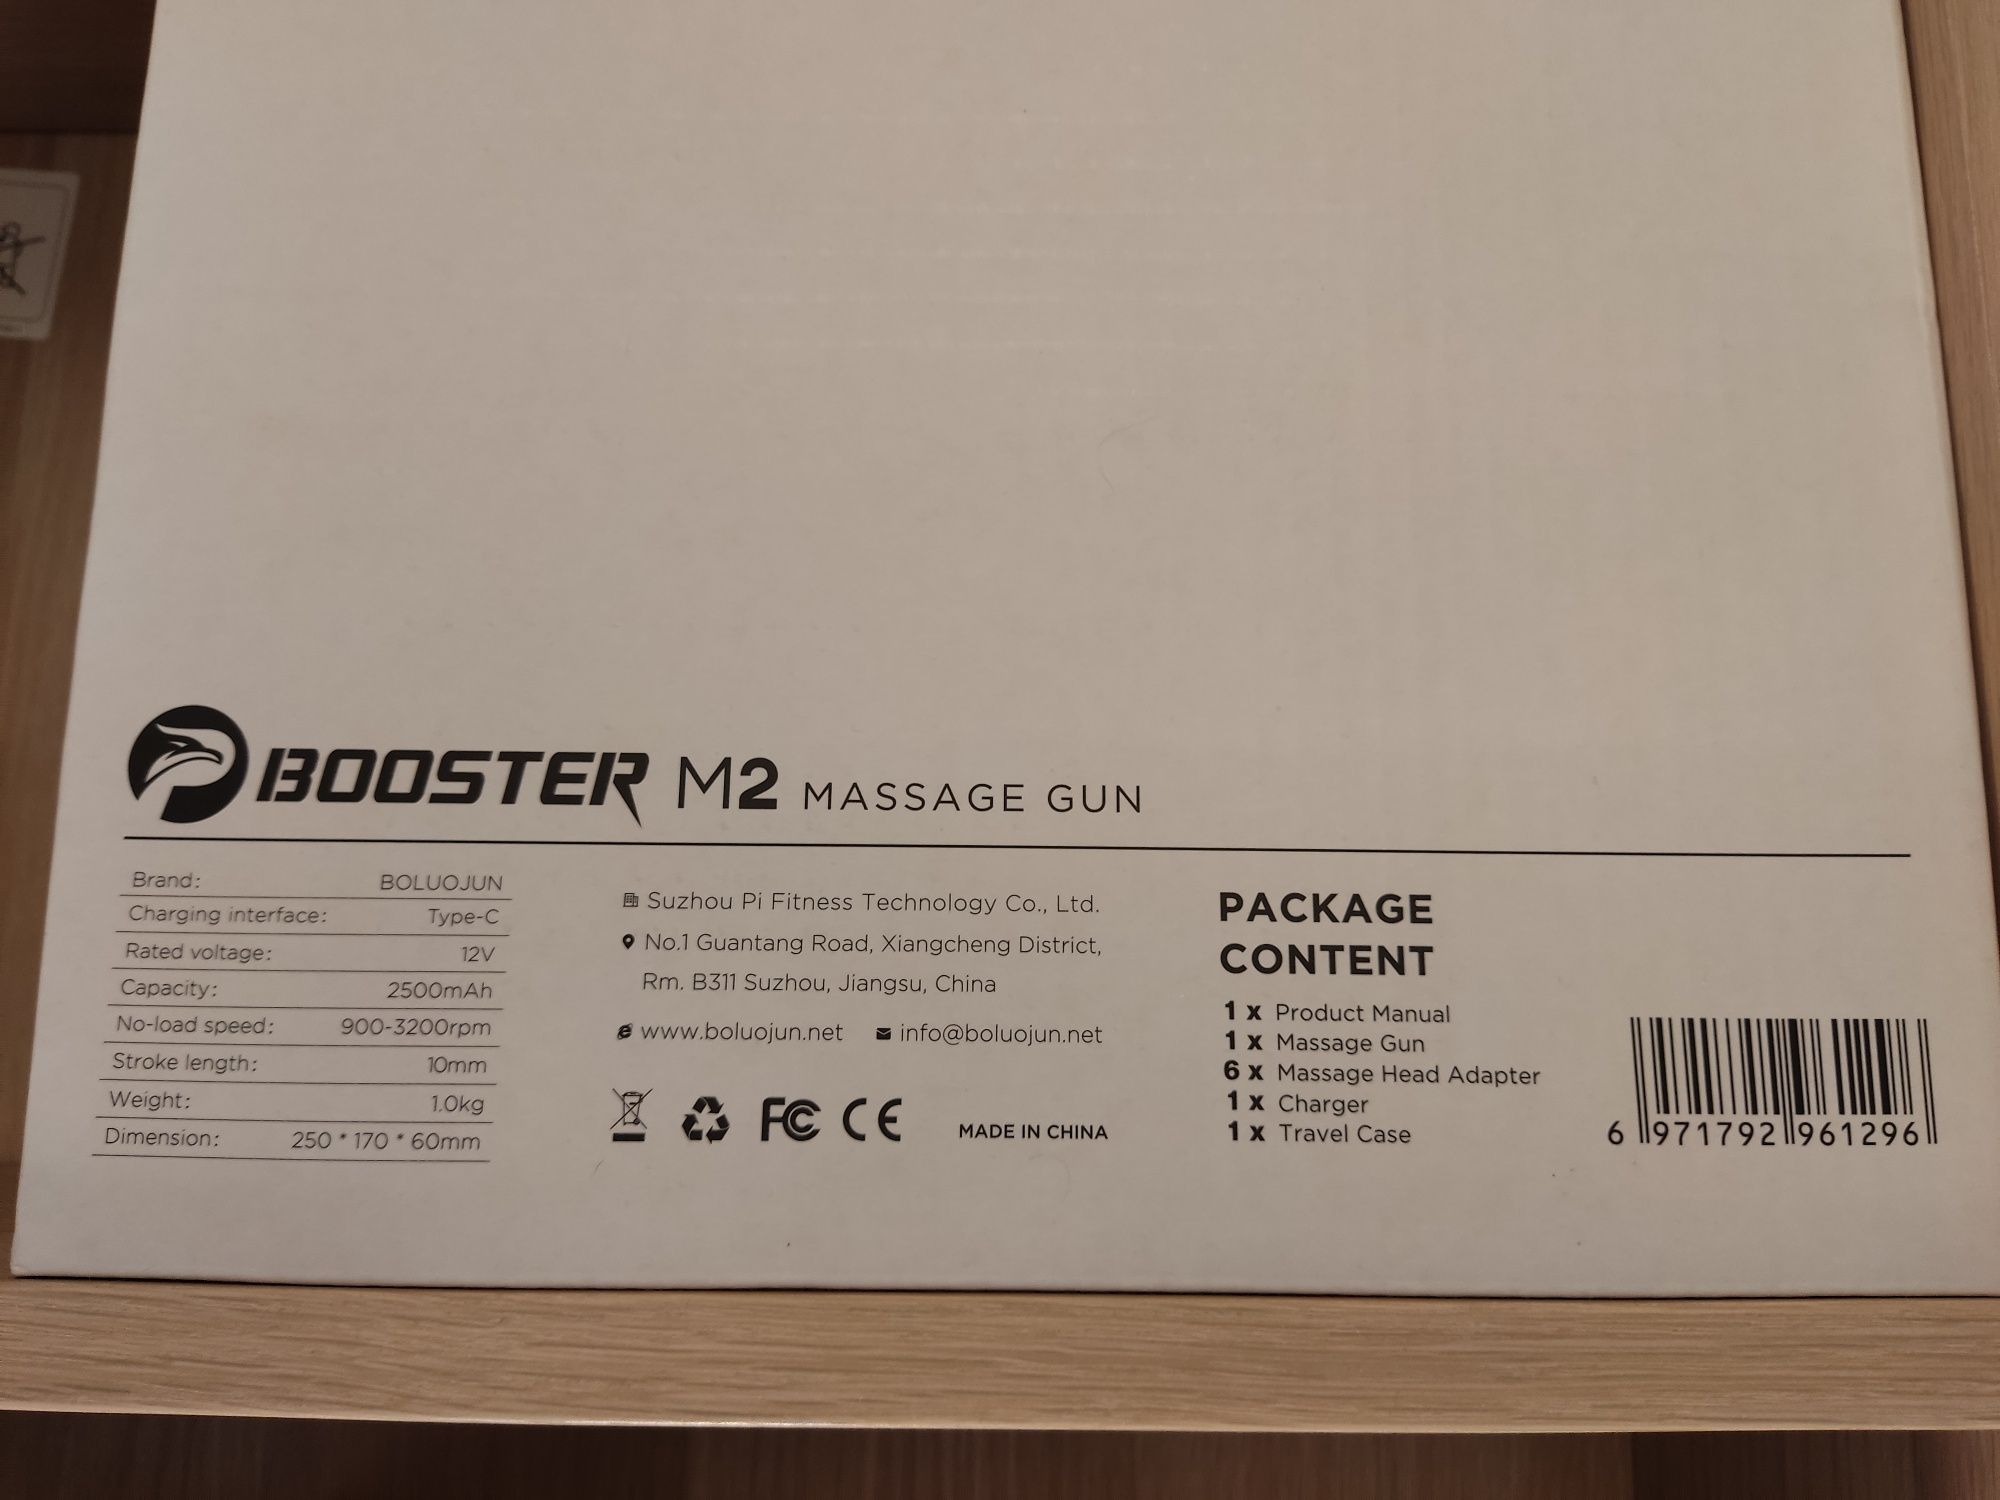 BOOSTER M2 MASSAGE GUN
Brand: BOLUOJUN
Charging interface: Type-C
Rated voltage: 12V
Capacity: 2500mAh
No-load speed: 900-3200rpm
Stroke length: 10mm
Weight: 1.0kg
Dimension: 250 * 170 * 60mm
Suzhou Pi Fitness Technology Co., Ltd.
No.1 Guantang Road, Xiangcheng District,
Rm. B311 Suzhou, Jiangsu, China
www.boluojun.net info@boluojun.net
FC CE MADE IN CHINA
PACKAGE
CONTENT
1 x Product Manual
1 x Massage Gun
6 x Massage Head Adapter
1 x Charger
1 x Travel Case
6 971792 961296